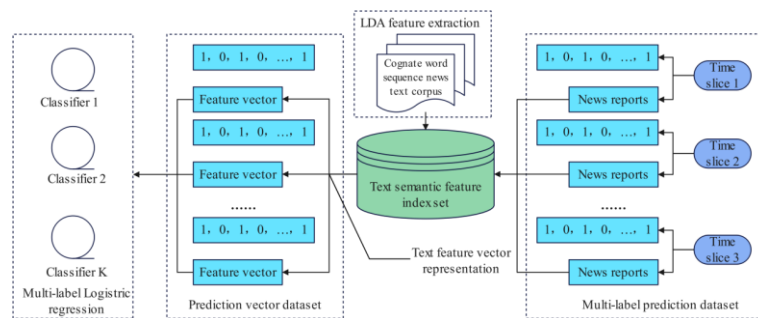 LDA feature extraction
Cognate word
sequence news
text corpus
Classifier 1
Classifier 2
Classifier K
Multi-label Logistric
regression
1, 0, 1, 0, ..., 1
Feature vector
1, 0, 1, 0, ..., 1
Feature vector
......
1, 0, 1, 0, ..., 1
Feature vector
Prediction vector dataset
Text semantic feature
index set
Text feature vector
representation
1, 0, 1, 0, ..., 1
News reports
Time
slice 1
1, 0, 1, 0, ..., 1
News reports
Time
slice 2
......
1, 0, 1, 0, ..., 1
News reports
Time
slice 3
Multi-label prediction dataset